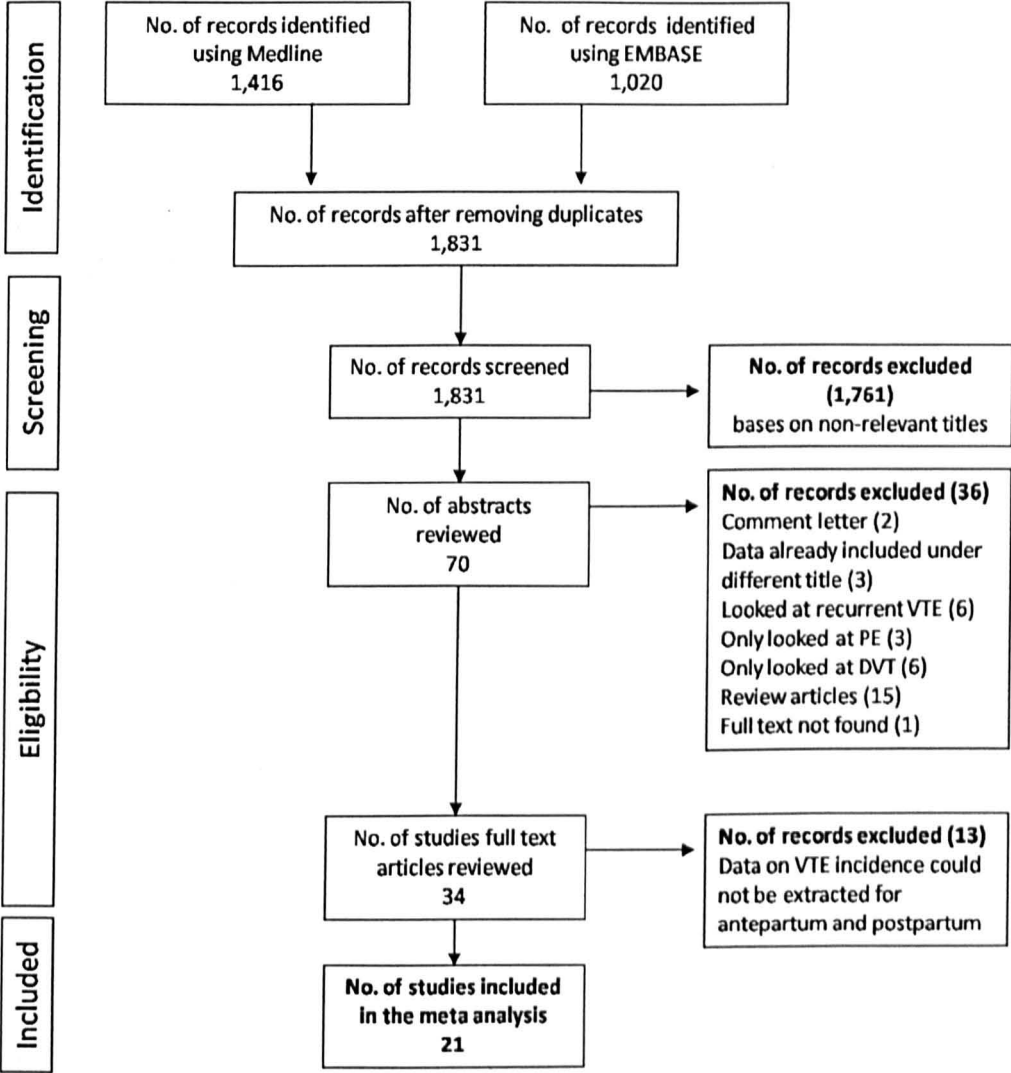 Identification
No. of records identified
using Medline
1,416
No. of records identified
using EMBASE
1,020
No. of records after removing duplicates
1,831
Screening
No. of records screened
1,831
No. of records excluded
(1,761)
bases on non-relevant titles
Eligibility
No. of abstracts
reviewed
70
No. of records excluded (36)
Comment letter (2)
Data already included under
different title (3)
Looked at recurrent VTE (6)
Only looked at PE (3)
Only looked at DVT (6)
Review articles (15)
Full text not found (1)
No. of studies full text
articles reviewed
34
No. of records excluded (13)
Data on VTE incidence could
not be extracted for
antepartum and postpartum
Included
No. of studies included
in the meta analysis
21